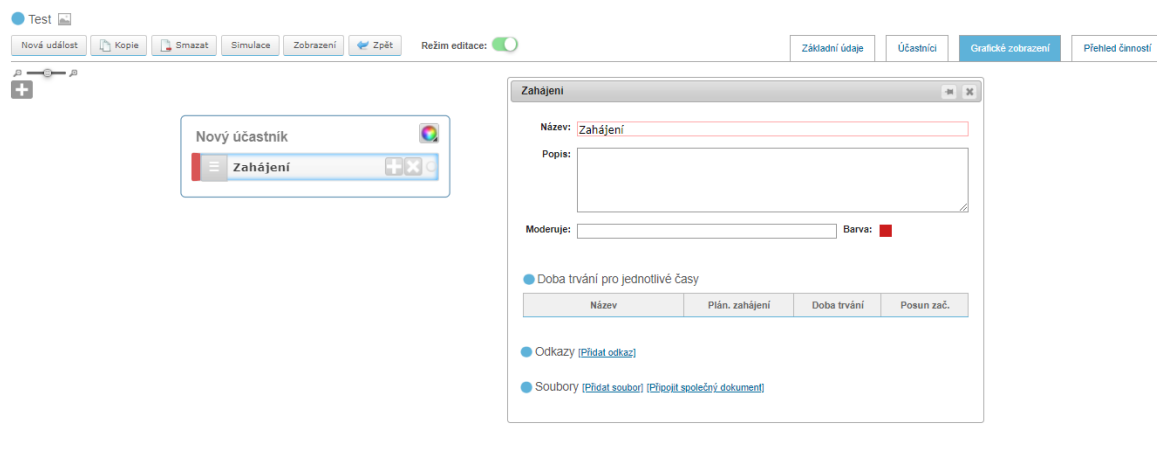 Test
Nová událost Kopie Smazat Simulace Zobrazení Zpět Režim editace: Základní údaje Účastníci Grafické zobrazení Přehled činností
Nový účastník
Zahájení
Zahájení
Název: Zahájení
Popis:
Moderuje: Barva:
Doba trvání pro jednotlivé časy
Název Plán. zahájení Doba trvání Posun zač.
Odkazy [Přidat odkaz]
Soubory [Přidat soubor] [Připojit společný dokument]